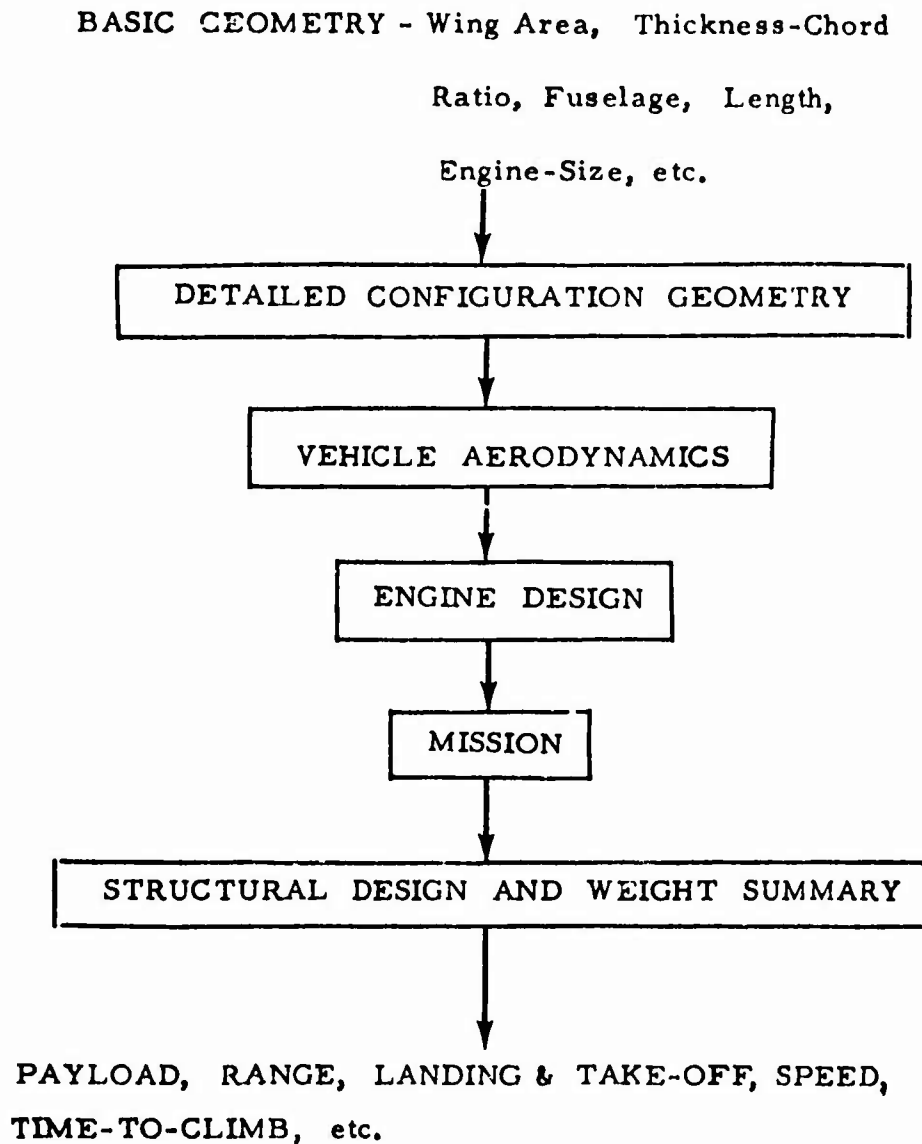 BASIC GEOMETRY - Wing Area, Thickness-Chord
Ratio, Fuselage, Length,
Engine-Size, etc.
DETAILED CONFIGURATION GEOMETRY
VEHICLE AERODYNAMICS
ENGINE DESIGN
MISSION
STRUCTURAL DESIGN AND WEIGHT SUMMARY
PAYLOAD, RANGE, LANDING & TAKE-OFF, SPEED,
TIME-TO-CLIMB, etc.